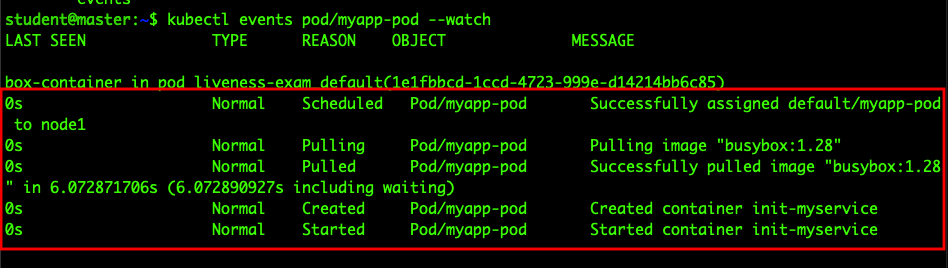 events
student@master:~$ kubectl events pod/myapp-pod --watch
LAST SEEN TYPE REASON OBJECT MESSAGE
box-container in pod liveness-exam_default(1e1fbbcd-1ccd-4723-999e-d14214bb6c85)
0s Normal Scheduled Pod/myapp-pod Successfully assigned default/myapp-pod
to node1
0s Normal Pulling Pod/myapp-pod Pulling image "busybox:1.28"
0s Normal Pulled Pod/myapp-pod Successfully pulled image "busybox:1.28
" in 6.072871706s (6.072890927s including waiting)
0s Normal Created Pod/myapp-pod Created container init-myservice
0s Normal Started Pod/myapp-pod Started container init-myservice